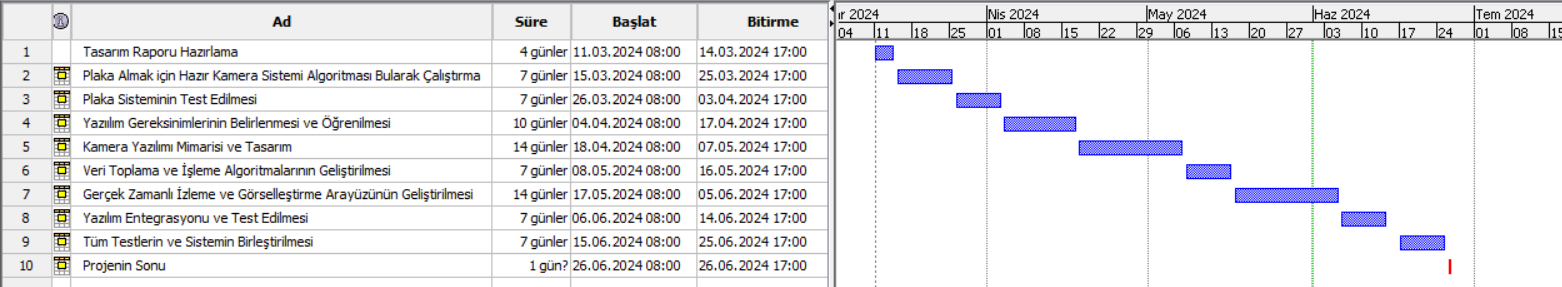 Ad Süre Başlat Bitirme
1 Tasarım Raporu Hazırlama 4 günler 11.03.2024 08:00 14.03.2024 17:00
2 Plaka Almak için Hazır Kamera Sistemi Algoritması Bularak Çalıştırma 7 günler 15.03.2024 08:00 25.03.2024 17:00
3 Plaka Sisteminin Test Edilmesi 7 günler 26.03.2024 08:00 03.04.2024 17:00
4 Yazıılım Gereksinimlerinin Belirlenmesi ve Öğrenilmesi 10 günler 04.04.2024 08:00 17.04.2024 17:00
5 Kamera Yazılımı Mimarisi ve Tasarım 14 günler 18.04.2024 08:00 07.05.2024 17:00
6 Veri Toplama ve İşleme Algoritmalarının Geliştirilmesi 7 günler 08.05.2024 08:00 16.05.2024 17:00
7 Gerçek Zamanlı İzleme ve Görselleştirme Arayüzünün Geliştirilmesi 14 günler 17.05.2024 08:00 05.06.2024 17:00
8 Yazılım Entegrasyonu ve Test Edilmesi 7 günler 06.06.2024 08:00 14.06.2024 17:00
9 Tüm Testlerin ve Sistemin Birleştirilmesi 7 günler 15.06.2024 08:00 25.06.2024 17:00
10 Projenin Sonu 1 gün? 26.06.2024 08:00 26.06.2024 17:00
ır 2024 Nis 2024 May 2024 Haz 2024 Tem 2024
04 11 18 25 01 08 15 22 29 06 13 20 27 03 10 17 24 01 08 15